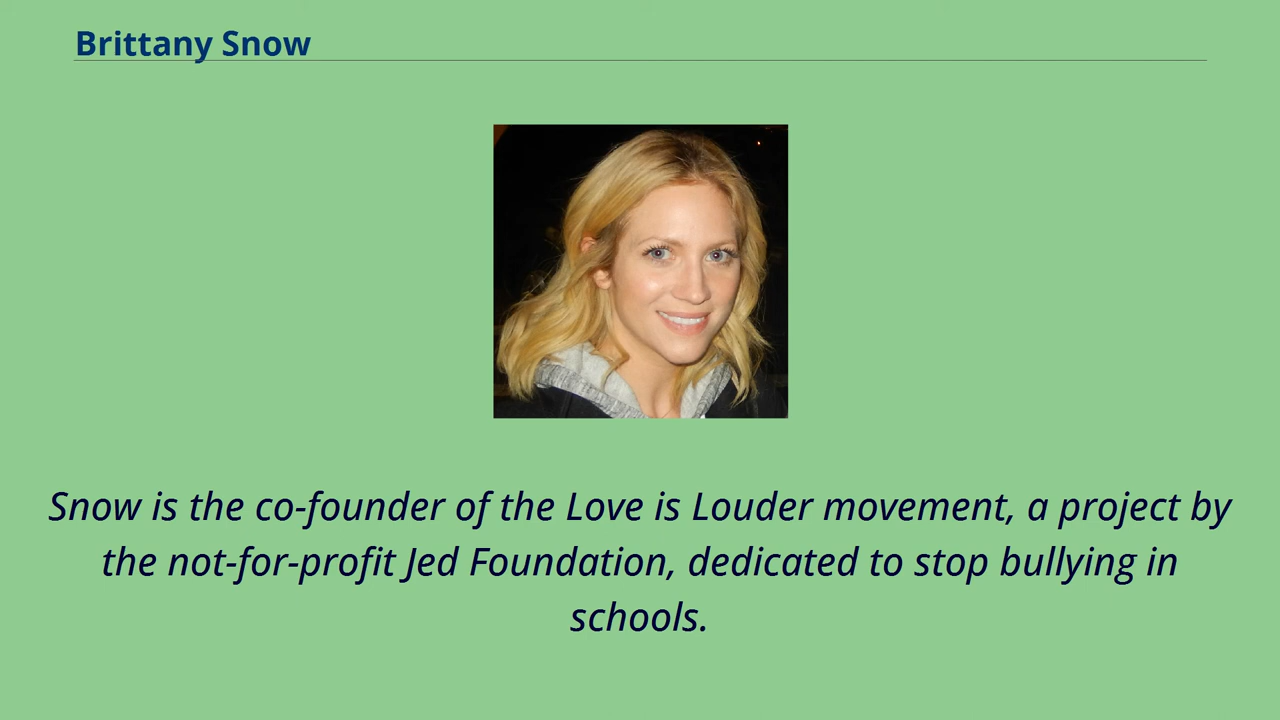 Brittany Snow
Snow is the co-founder of the Love is Louder movement, a project by
the not-for-profit Jed Foundation, dedicated to stop bullying in
schools.